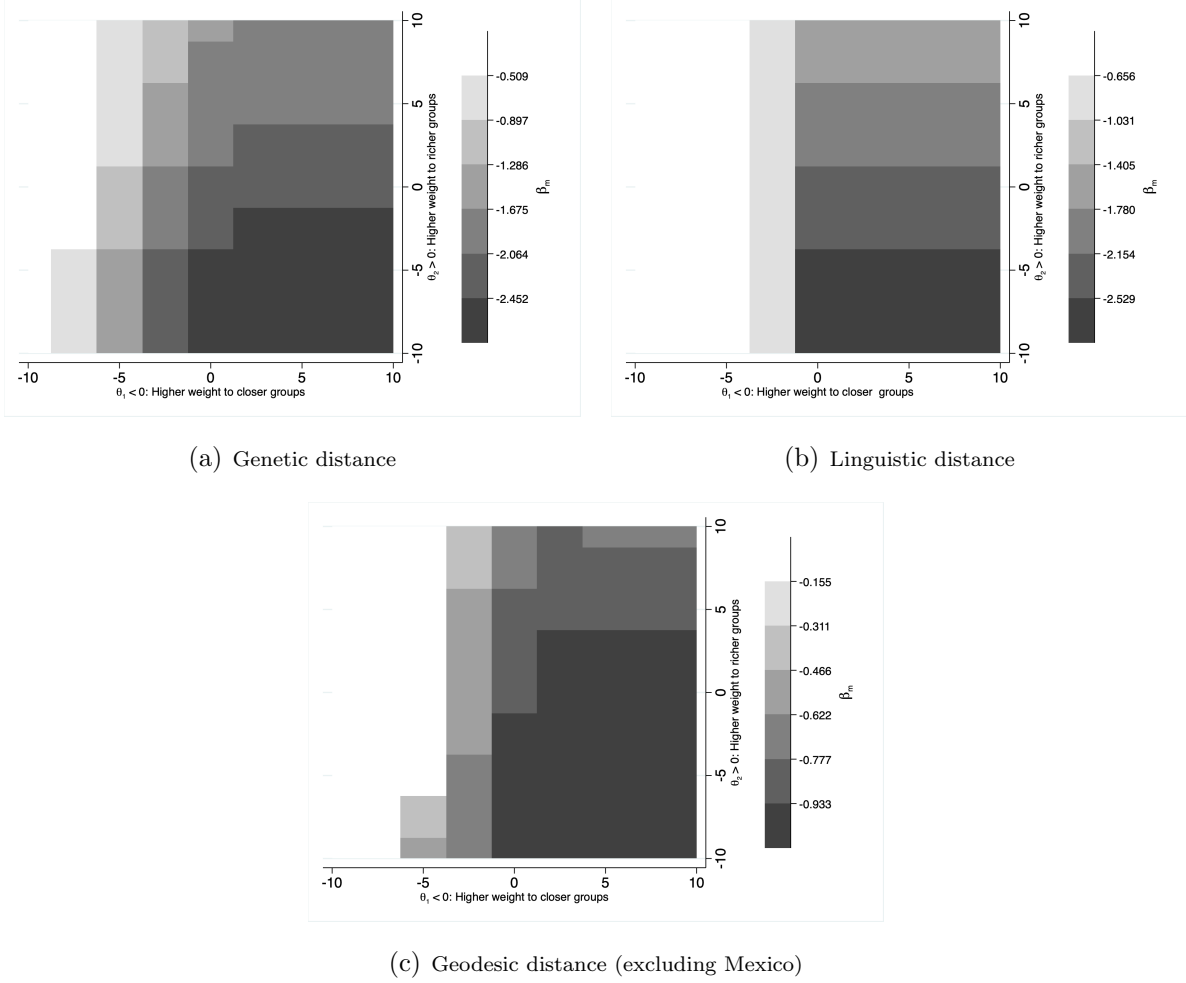 10
5
0
-5
-10
θ₂ > 0: Higher weight to richer groups
-0.509
-0.897
-1.286
-1.675
-2.064
-2.452
βm
-10 -5 0 5 10
θ₁ < 0: Higher weight to closer groups
(a) Genetic distance
10
5
0
-5
-10
θ₂ > 0: Higher weight to richer groups
-0.656
-1.031
-1.405
-1.780
-2.154
-2.529
βm
-10 -5 0 5 10
θ₁ < 0: Higher weight to closer groups
(b) Linguistic distance
10
5
0
-5
-10
θ₂ > 0: Higher weight to richer groups
-0.155
-0.311
-0.466
-0.622
-0.777
-0.933
βm
-10 -5 0 5 10
θ₁ < 0: Higher weight to closer groups
(c) Geodesic distance (excluding Mexico)